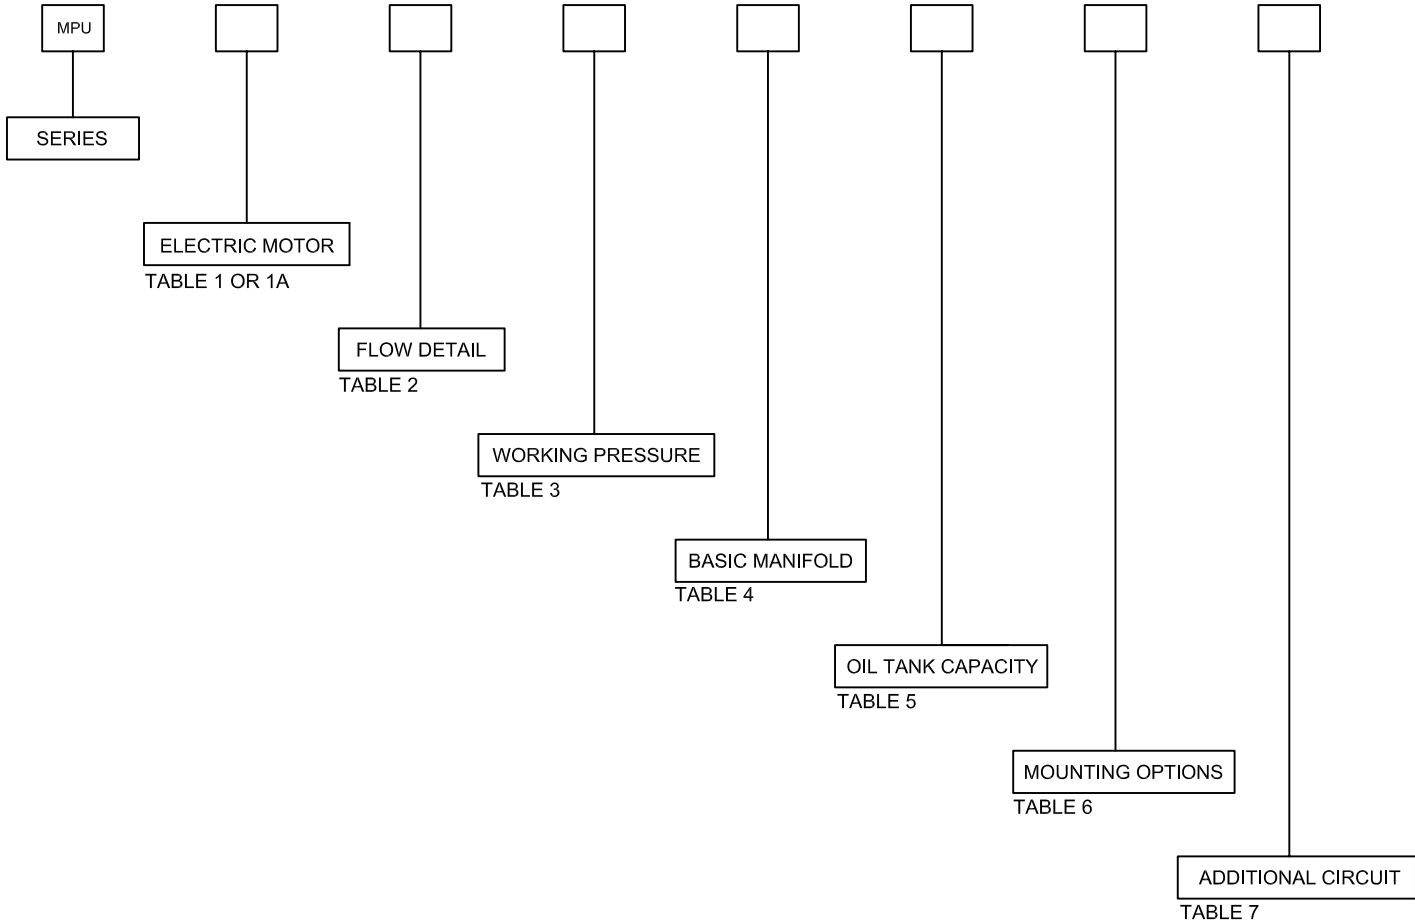 MPU
SERIES
ELECTRIC MOTOR
TABLE 1 OR 1A
FLOW DETAIL
TABLE 2
WORKING PRESSURE
TABLE 3
BASIC MANIFOLD
TABLE 4
OIL TANK CAPACITY
TABLE 5
MOUNTING OPTIONS
TABLE 6
ADDITIONAL CIRCUIT
TABLE 7